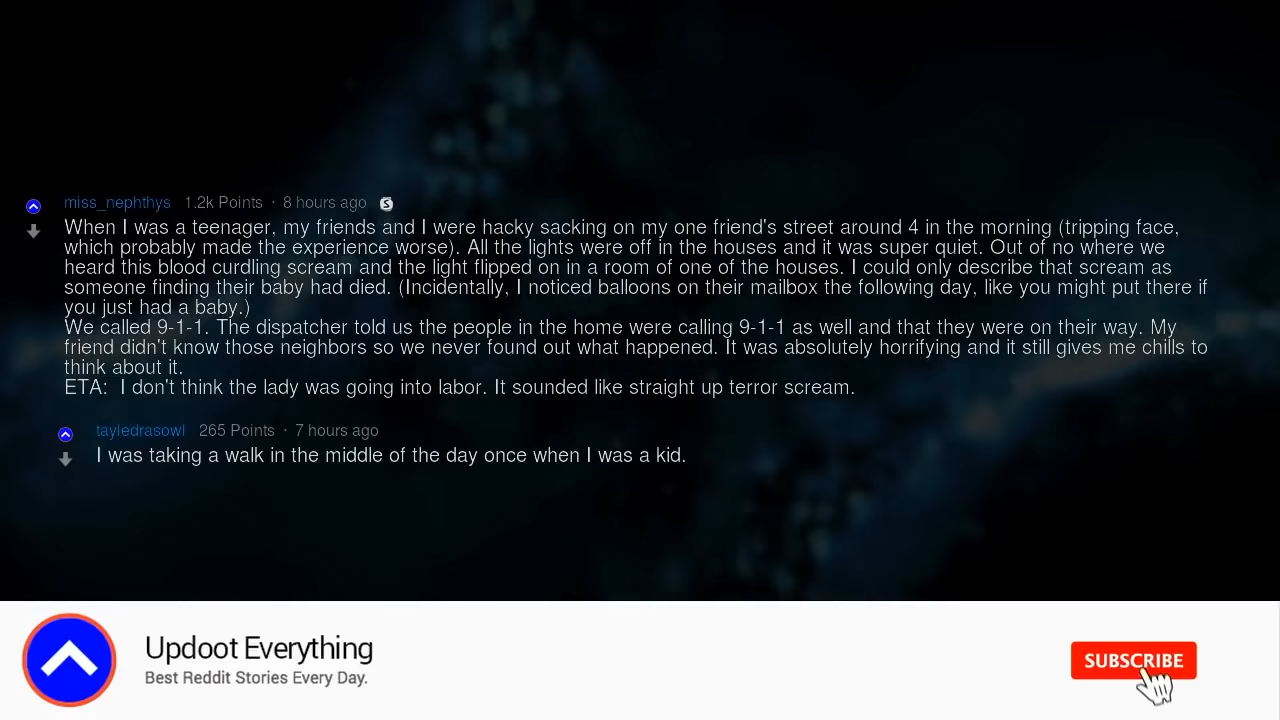 miss_nephthys 1.2k Points · 8 hours ago S
When I was a teenager, my friends and I were hacky sacking on my one friend's street around 4 in the morning (tripping face,
which probably made the experience worse). All the lights were off in the houses and it was super quiet. Out of no where we
heard this blood curdling scream and the light flipped on in a room of one of the houses. I could only describe that scream as
someone finding their baby had died. (Incidentally, I noticed balloons on their mailbox the following day, like you might put there if
you just had a baby.)
We called 9-1-1. The dispatcher told us the people in the home were calling 9-1-1 as well and that they were on their way. My
friend didn't know those neighbors so we never found out what happened. It was absolutely horrifying and it still gives me chills to
think about it.
ETA: I don't think the lady was going into labor. It sounded like straight up terror scream.
tayledrasowl 265 Points · 7 hours ago
I was taking a walk in the middle of the day once when I was a kid.
Updoot Everything
Best Reddit Stories Every Day.
SUBSCRIBE